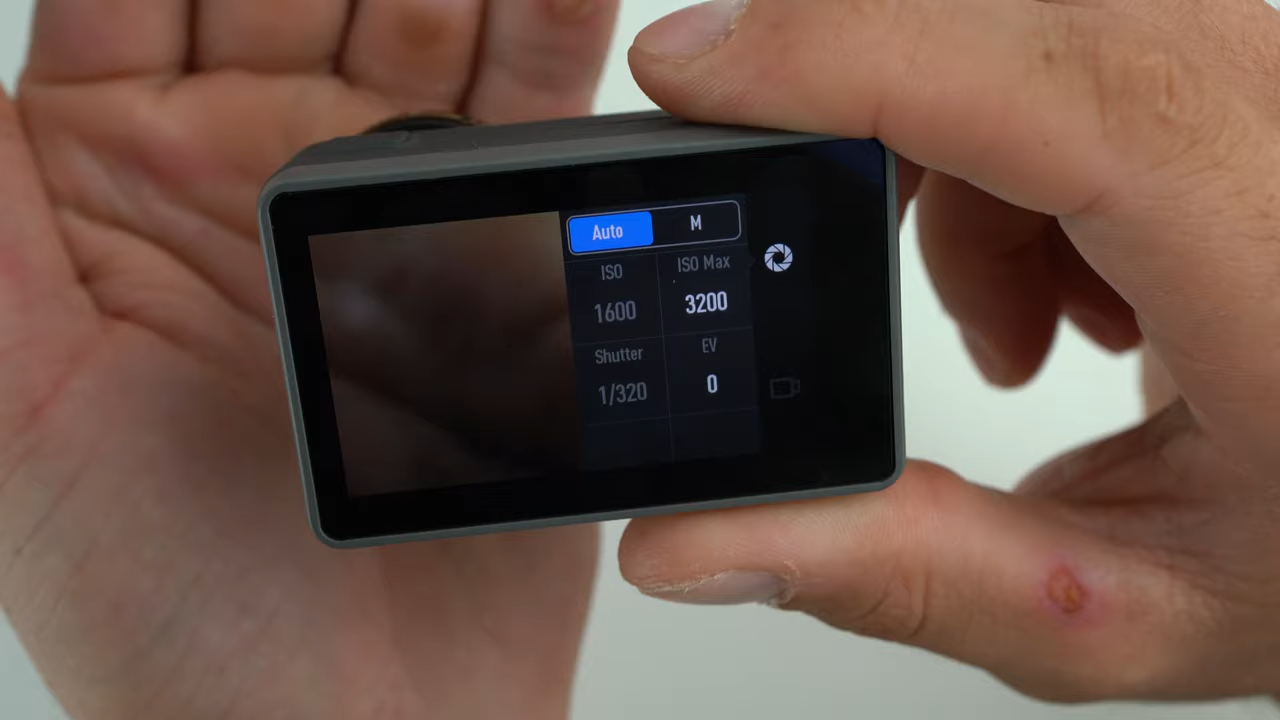 Auto M
ISO ISO Max
1600 3200
Shutter EV
1/320 0